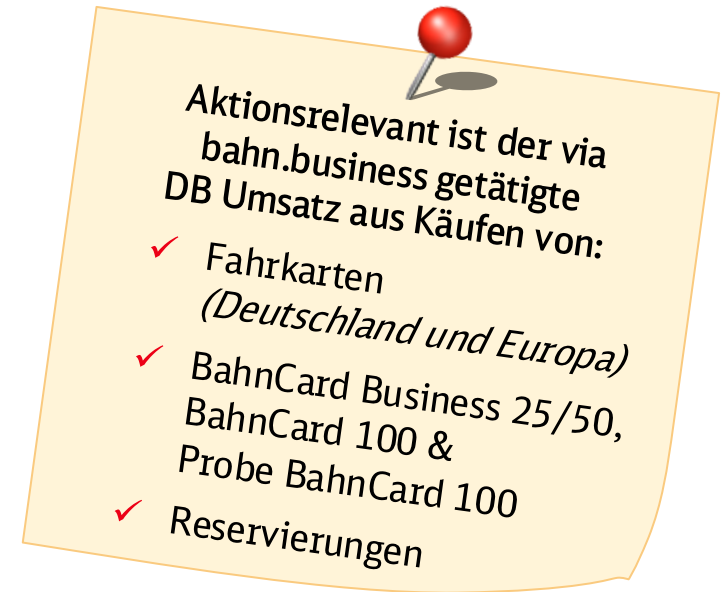 Aktionsrelevant ist der via
bahn.business getätigte
DB Umsatz aus Käufen von:
Fahrkarten
(Deutschland und Europa)
BahnCard Business 25/50,
BahnCard 100 &
Probe BahnCard 100
Reservierungen